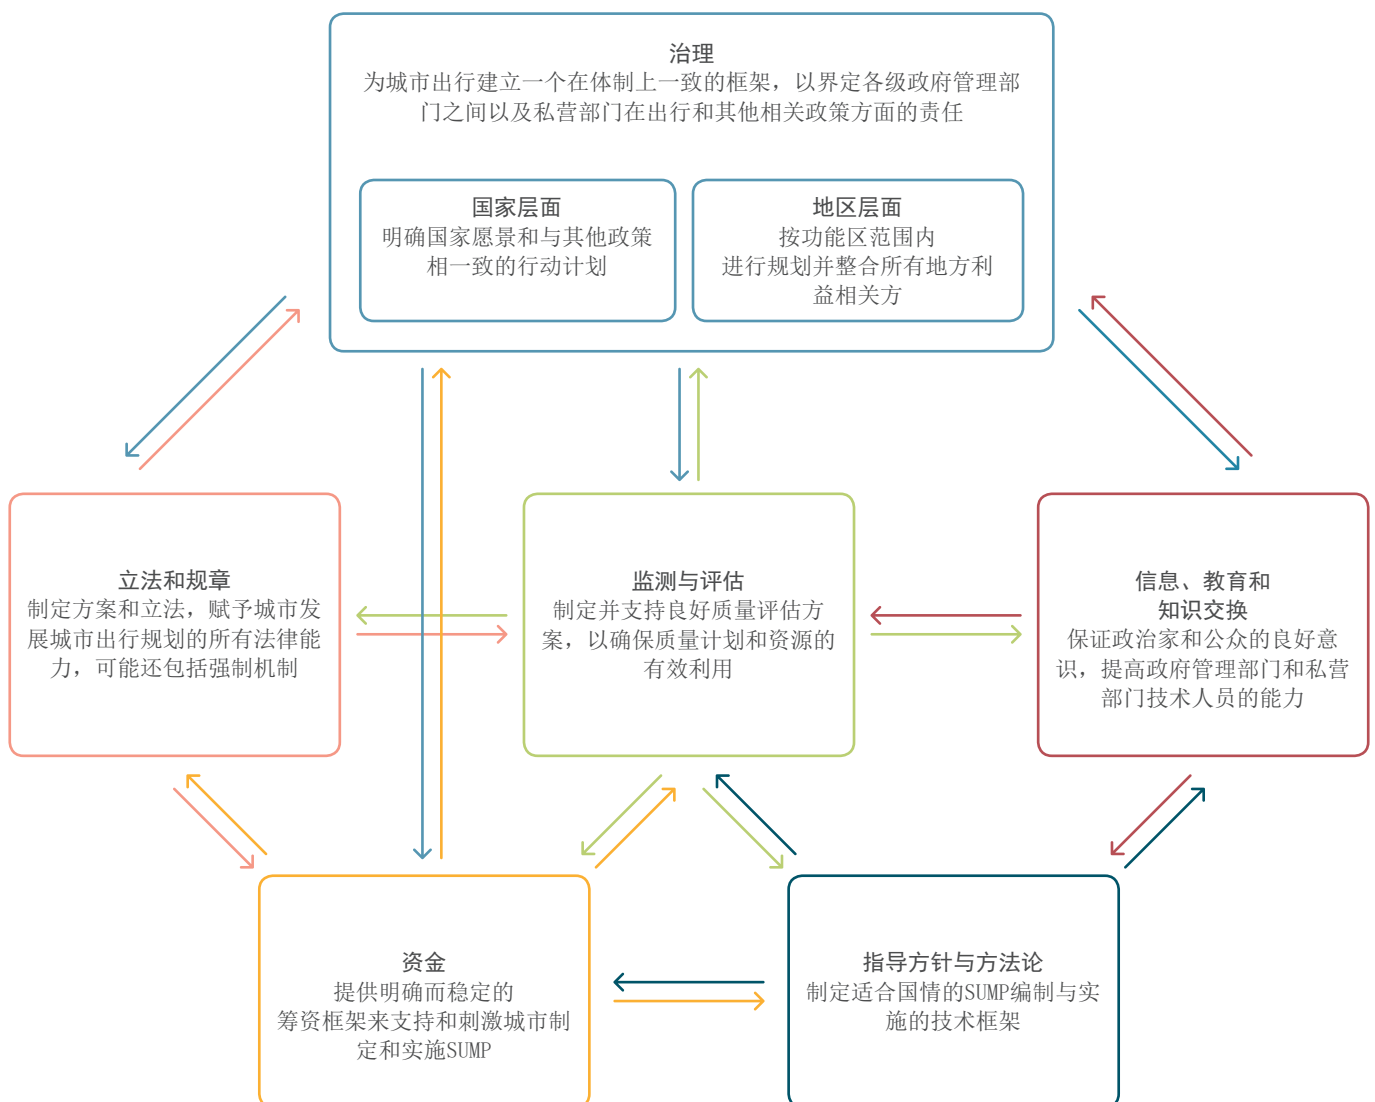 治理
为城市出行建立一个在体制上一致的框架，以界定各级政府管理部
门之间以及私营部门在出行和其他相关政策方面的责任
国家层面
明确国家愿景和与其他政策
相一致的行动计划
地区层面
按功能区范围内
进行规划并整合所有地方利
益相关方
立法和规章
制定方案和立法，赋予城市发
展城市出行规划的所有法律能
力，可能还包括强制机制
监测与评估
制定并支持良好质量评估方
案，以确保质量计划和资源的
有效利用
信息、教育和
知识交换
保证政治家和公众的良好意
识，提高政府管理部门和私营
部门技术人员的能力
资金
提供明确而稳定的
筹资框架来支持和刺激城市制
定和实施SUMP
指导方针与方法论
制定适合国情的SUMP编制与实
施的技术框架